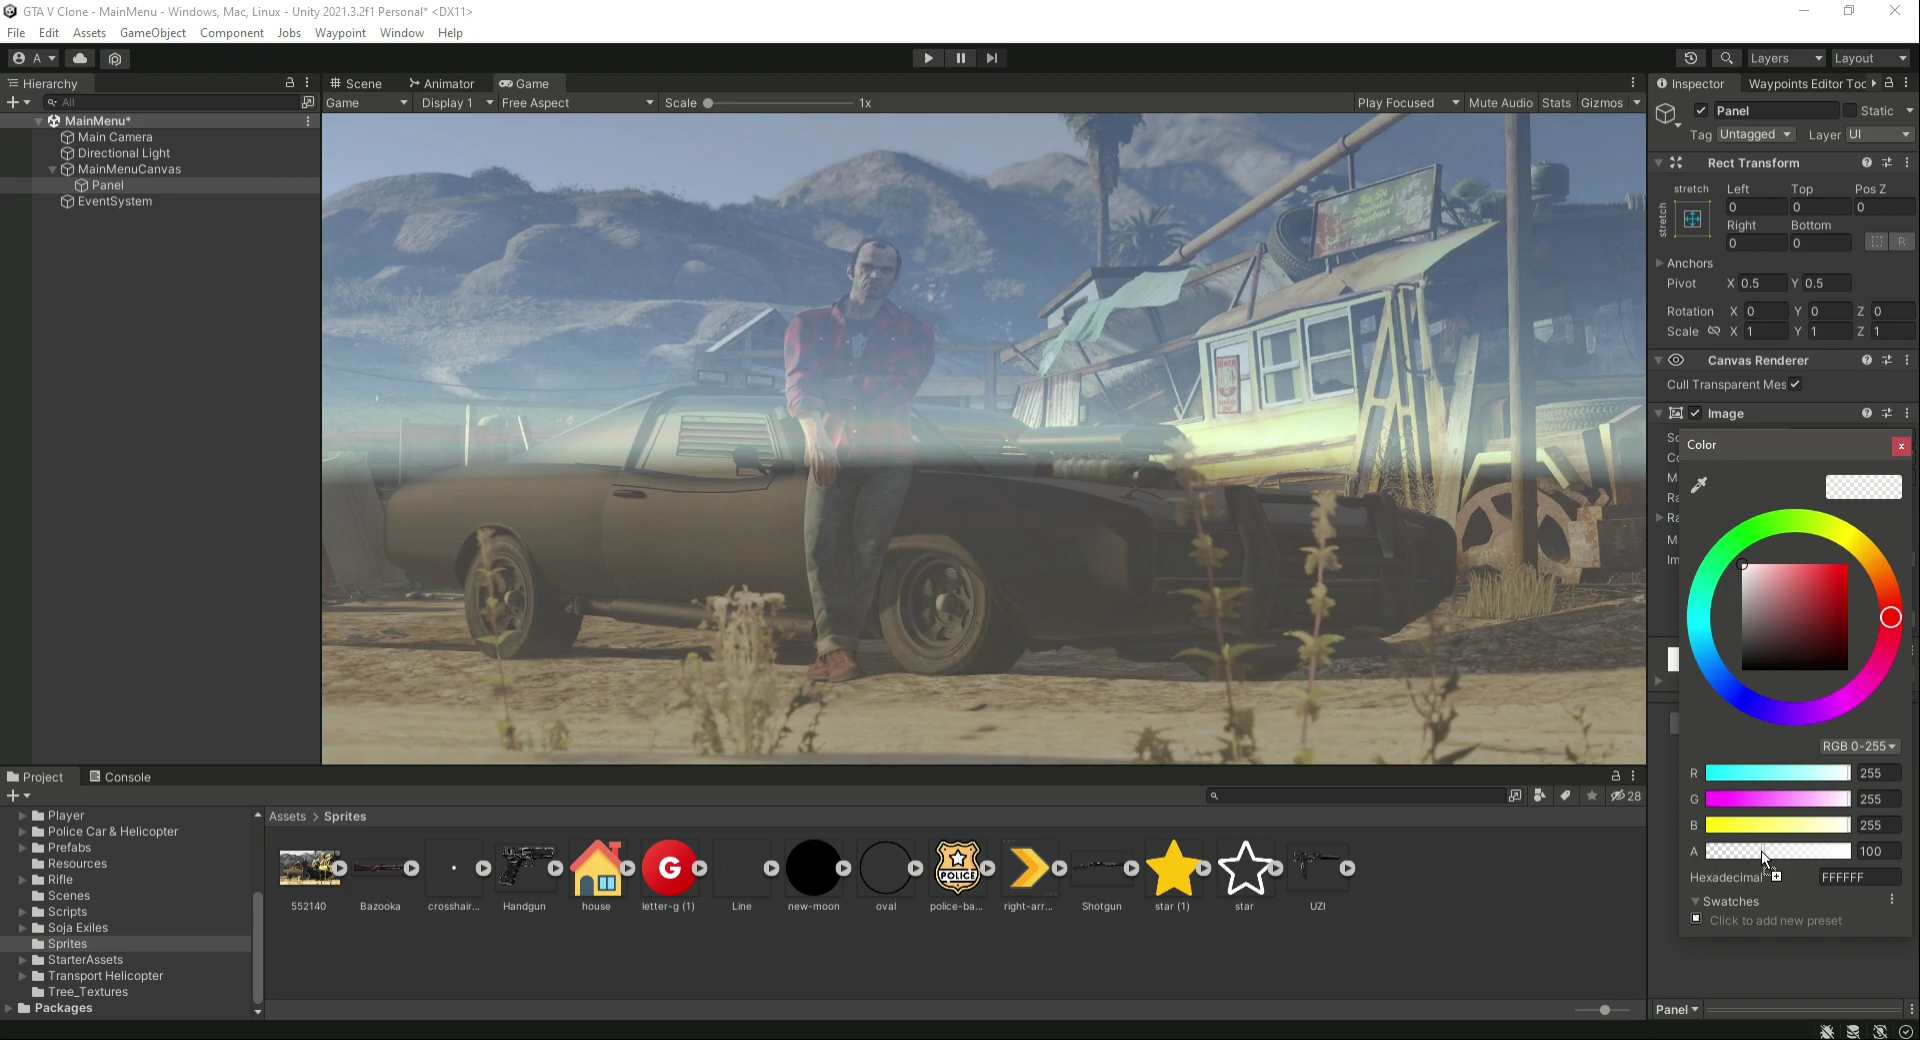 GTA V Clone - MainMenu - Windows, Mac, Linux - Unity 2021.3.2f1 Personal* <DX11>
File Edit Assets GameObject Component Jobs Waypoint Window Help
A Layers Layout
Hierarchy Scene Animator Game Inspector Waypoints Editor Toc
All Game Display 1 Free Aspect Scale 1x Play Focused Mute Audio Stats Gizmos
MainMenu*
Main Camera
Directional Light
MainMenuCanvas
Panel
EventSystem
Panel Static
Tag Untagged Layer UI
Rect Transform
stretch Left Top Pos Z
stretch 0 0 0
Right Bottom
0 0 R
Anchors
Pivot X 0.5 Y 0.5
Rotation X 0 Y 0 Z 0
Scale X 1 Y 1 Z 1
Canvas Renderer
Cull Transparent Mes
Image
Color x
RGB 0-255
R 255
G 255
B 255
A 100
Hexadecimal FFFFFF
Swatches
Click to add new preset
Panel
Project Console
28
Player
Police Car & Helicopter
Prefabs
Resources
Rifle
Scenes
Scripts
Soja Exiles
Sprites
StarterAssets
Transport Helicopter
Tree_Textures
Packages
Assets > Sprites
G POLICE
552140 Bazooka crosshair... Handgun house letter-g (1) Line new-moon oval police-ba... right-arr... Shotgun star (1) star UZI